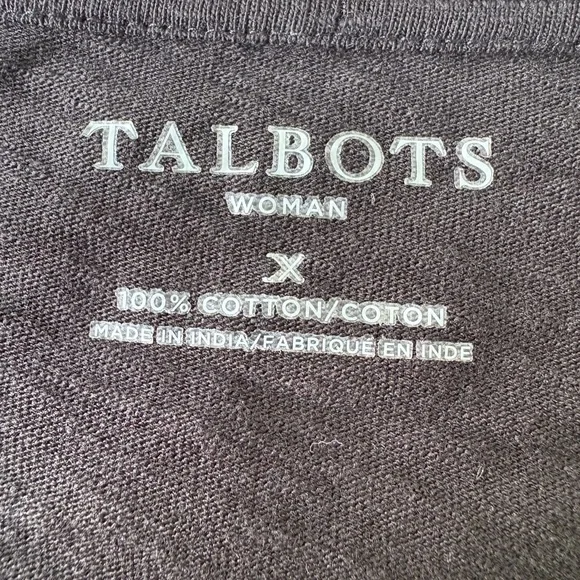 TALBOTS
WOMAN
X
100% COTTON/COTON
MADE IN INDIA/FABRIQUÉ EN INDE